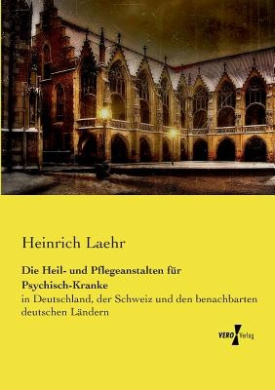 Heinrich Laehr
Die Heil- und Pflegeanstalten für
Psychisch-Kranke
in Deutschland, der Schweiz und den benachbarten
deutschen Ländern
VERO Verlag